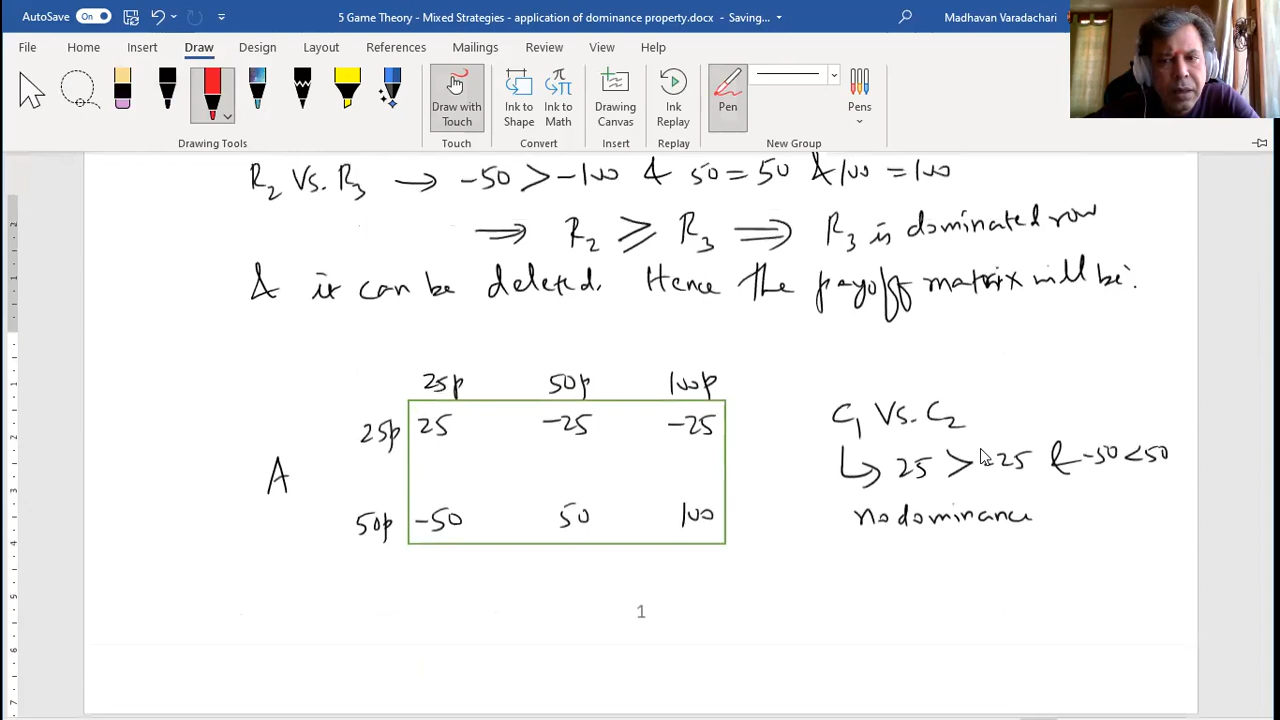 AutoSave On 5 Game Theory - Mixed Strategies - application of dominance property.docx - Saving... Madhavan Varadachari
File Home Insert Draw Design Layout References Mailings Review View Help
Draw with Touch Ink to Shape Ink to Math Drawing Canvas Ink Replay Pen Pens
Drawing Tools Touch Convert Insert Replay New Group
R2 Vs. R3 → -50 > -100 & 50 = 50 & 100 = 100
⇒ R2 ⩾ R3 ⇒ R3 is dominated row
& it can be deleted. Hence the payoff matrix will be:
25p 50p 100p
25p 25 -25 -25
A
50p -50 50 100
C1 Vs. C2
↳ 25 > -25 & -50 < 50
no dominance
1